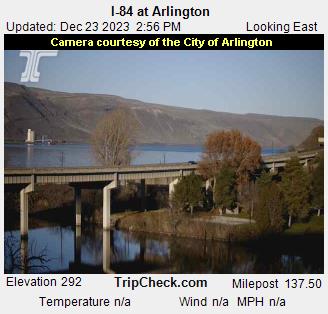 I-84 at Arlington
Updated: Dec 23 2023 2:56 PM Looking East
Camera courtesy of the City of Arlington
Elevation 292 TripCheck.com Milepost 137.50
Temperature n/a Wind n/a MPH n/a